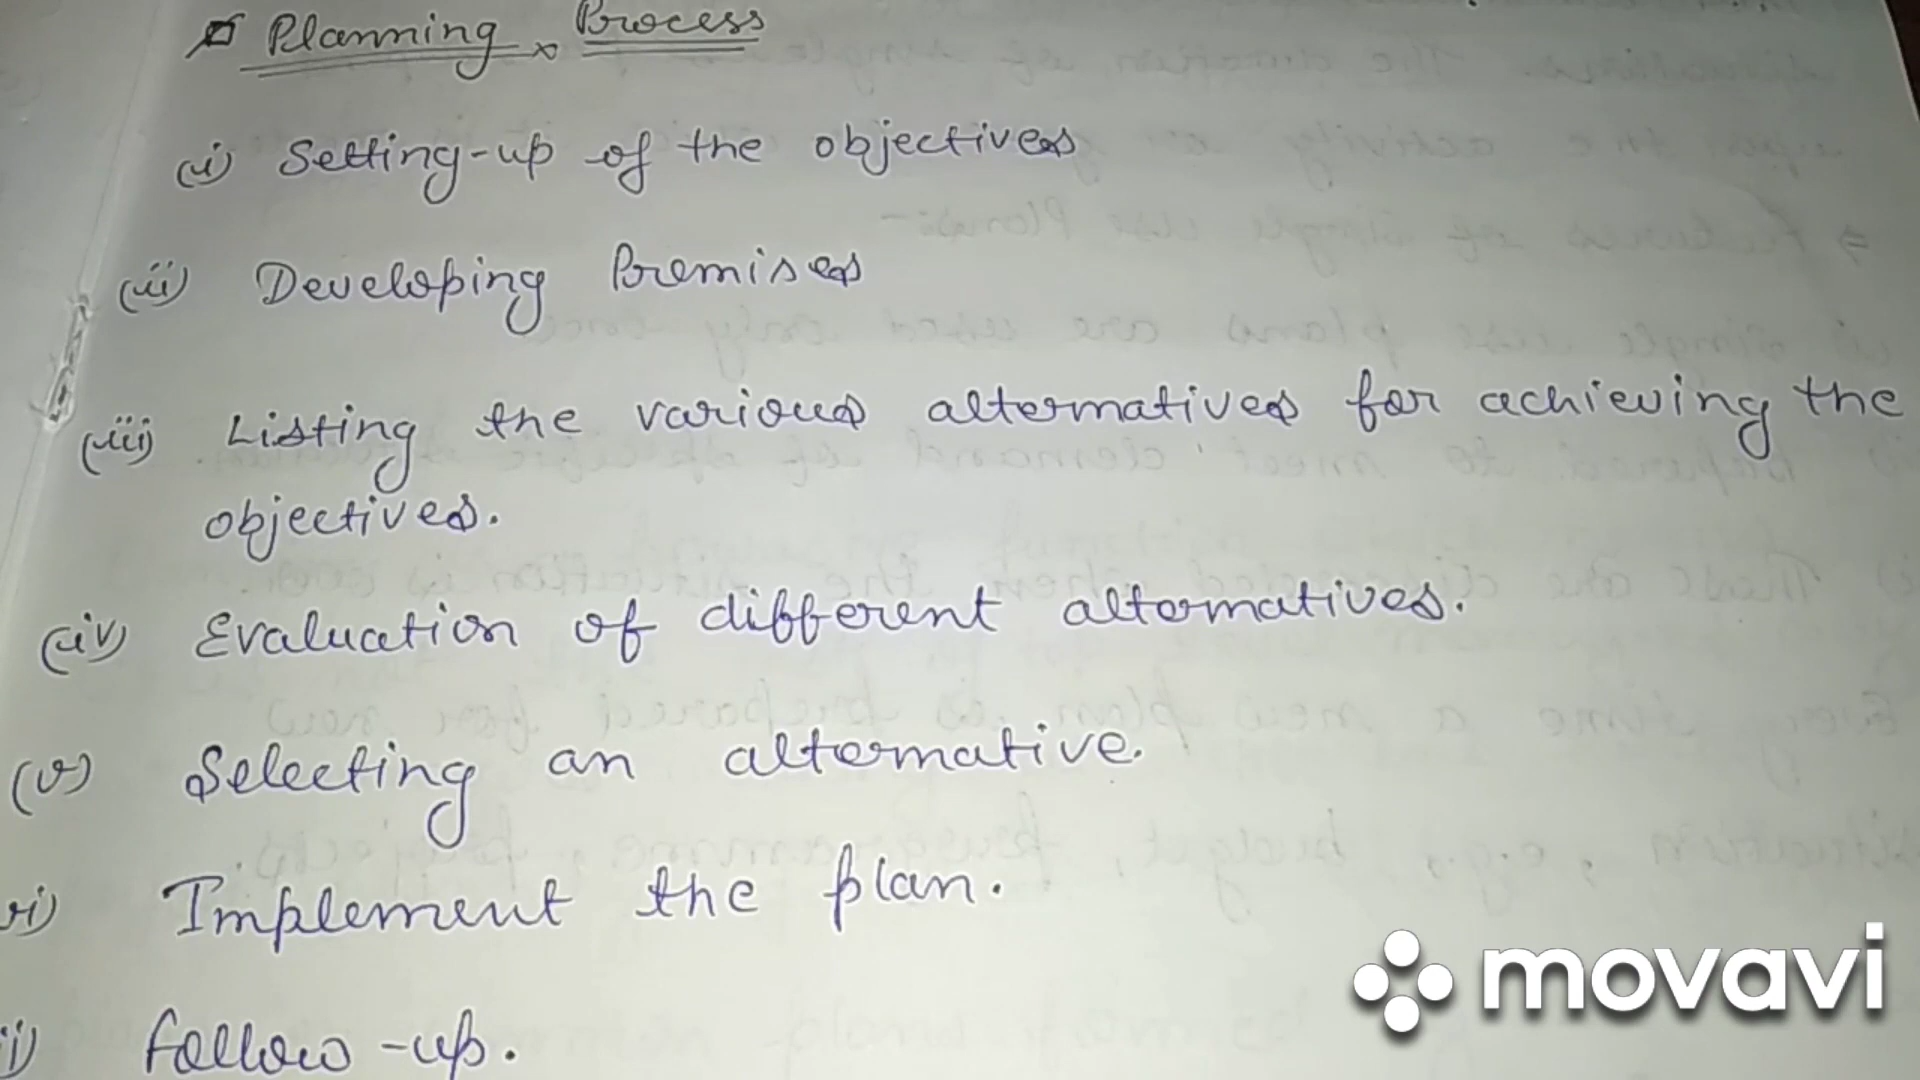 Planning Process
(i) Setting-up of the objectives
(ii) Developing Premises
(iii) Listing the various alternatives for achieving the
objectives.
(iv) Evaluation of different alternatives.
(v) Selecting an alternative.
vi) Implement the plan.
ii) Follow-up.
movavi